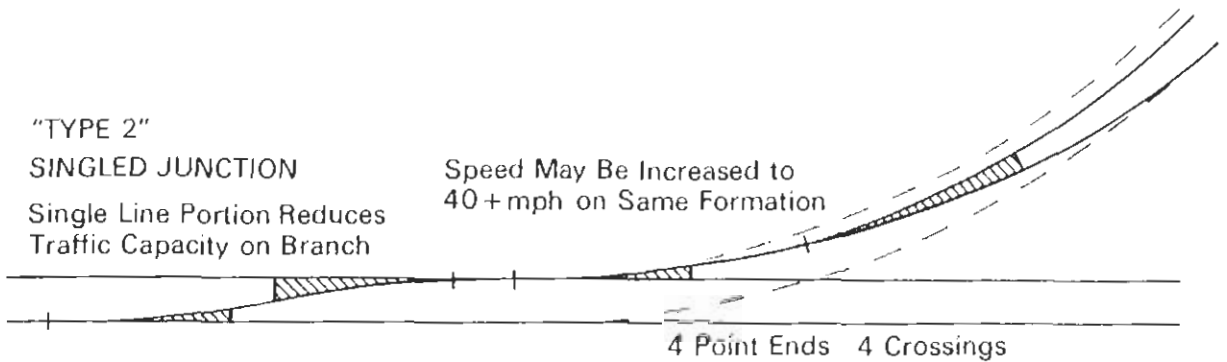 "TYPE 2"
SINGLED JUNCTION
Single Line Portion Reduces
Traffic Capacity on Branch
Speed May Be Increased to
40+mph on Same Formation
4 Point Ends 4 Crossings